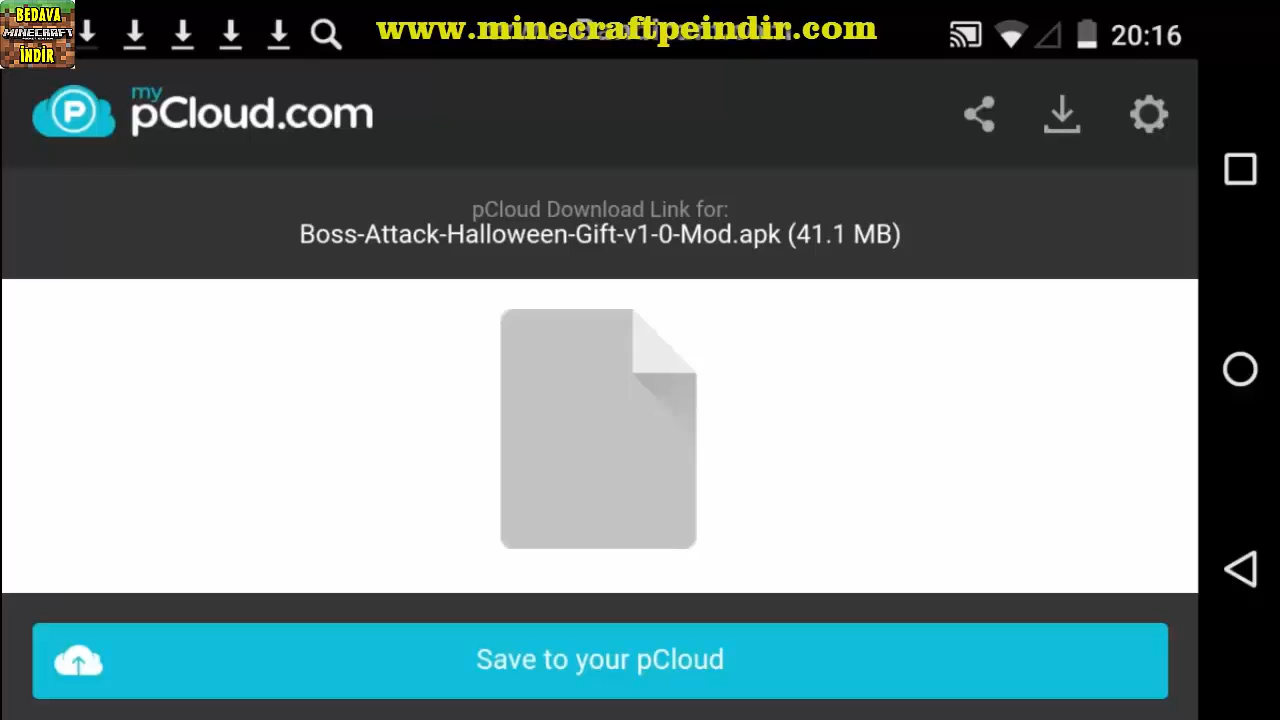 BEDAVA
MINECRAFT
İNDİR
www.minecraftpeindir.com
20:16
my
pCloud.com
pCloud Download Link for:
Boss-Attack-Halloween-Gift-v1-0-Mod.apk (41.1 MB)
Save to your pCloud